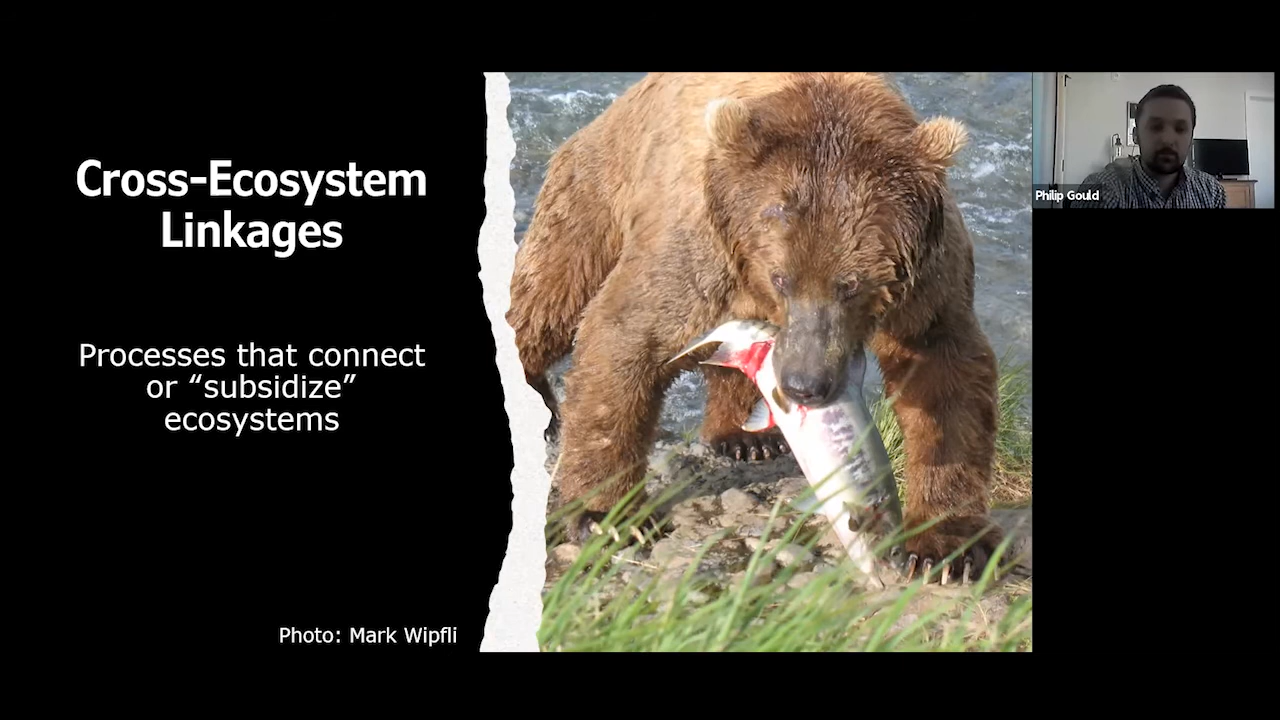 Cross-Ecosystem
Linkages
Processes that connect
or “subsidize”
ecosystems
Photo: Mark Wipfli
Philip Gould